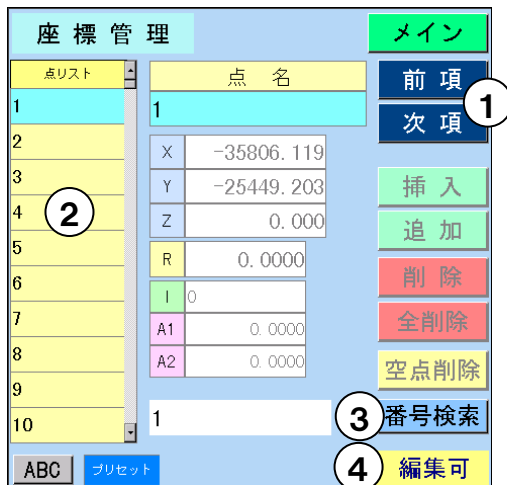 座標管理
メイン
点リスト
1
2
3
4
5
6
7
8
9
10
点名
1
X -35806.119
Y -25449.203
Z 0.000
R 0.0000
I 0
A1 0.0000
A2 0.0000
1
前項
次項
1
挿入
追加
削除
全削除
空点削除
3 番号検索
2
ABC
プリセット
4 編集可